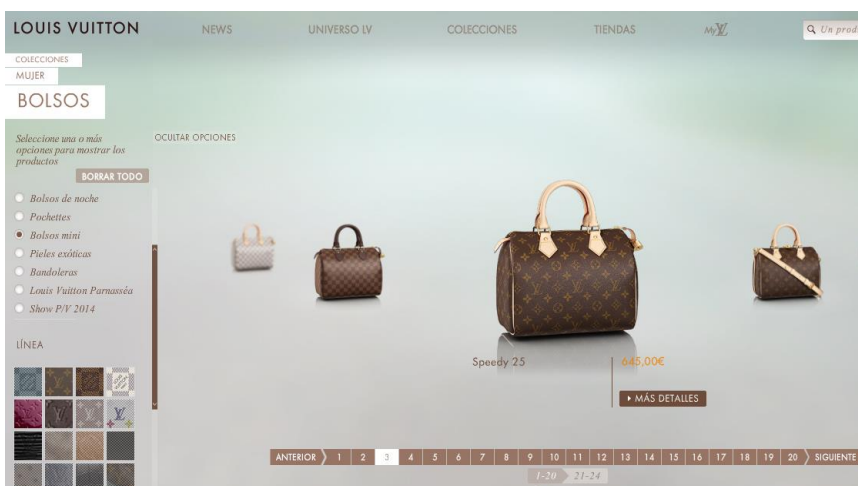 LOUIS VUITTON
NEWS
UNIVERSO LV
COLECCIONES
TIENDAS
My LV
Un prod
COLECCIONES
MUJER
BOLSOS
Seleccione una o más
opciones para mostrar los
productos
OCULTAR OPCIONES
BORRAR TODO
Bolsos de noche
Pochettes
Bolsos mini
Pieles exóticas
Bandoleras
Louis Vuitton Parnasséa
Show P/V 2014
LÍNEA
Speedy 25
645,00€
MÁS DETALLES
ANTERIOR 1 2 3 4 5 6 7 8 9 10 11 12 13 14 15 16 17 18 19 20 SIGUIENTE
1-20 21-24